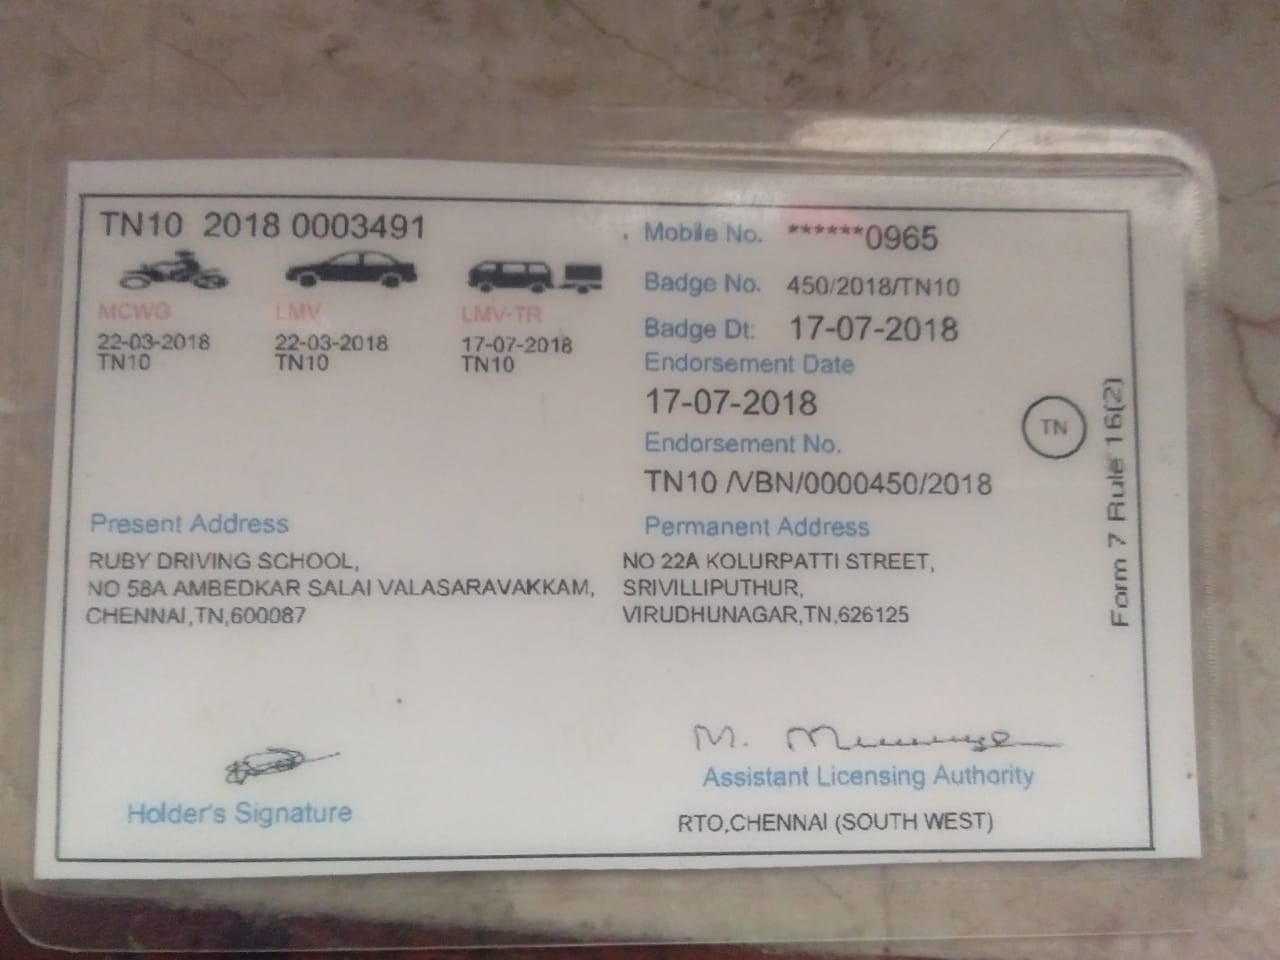 TN10 2018 0003491
MCWG LMV LMV-TR
22-03-2018 22-03-2018 17-07-2018
TN10 TN10 TN10
Mobile No. ******0965
Badge No. 450/2018/TN10
Badge Dt: 17-07-2018
Endorsement Date
17-07-2018
Endorsement No.
TN10 /VBN/0000450/2018
TN
Form 7 Rule 16(2)
Present Address
RUBY DRIVING SCHOOL,
NO 58A AMBEDKAR SALAI VALASARAVAKKAM,
CHENNAI,TN,600087
Permanent Address
NO 22A KOLURPATTI STREET,
SRIVILLIPUTHUR,
VIRUDHUNAGAR,TN,626125
Holder's Signature
M.
Assistant Licensing Authority
RTO,CHENNAI (SOUTH WEST)